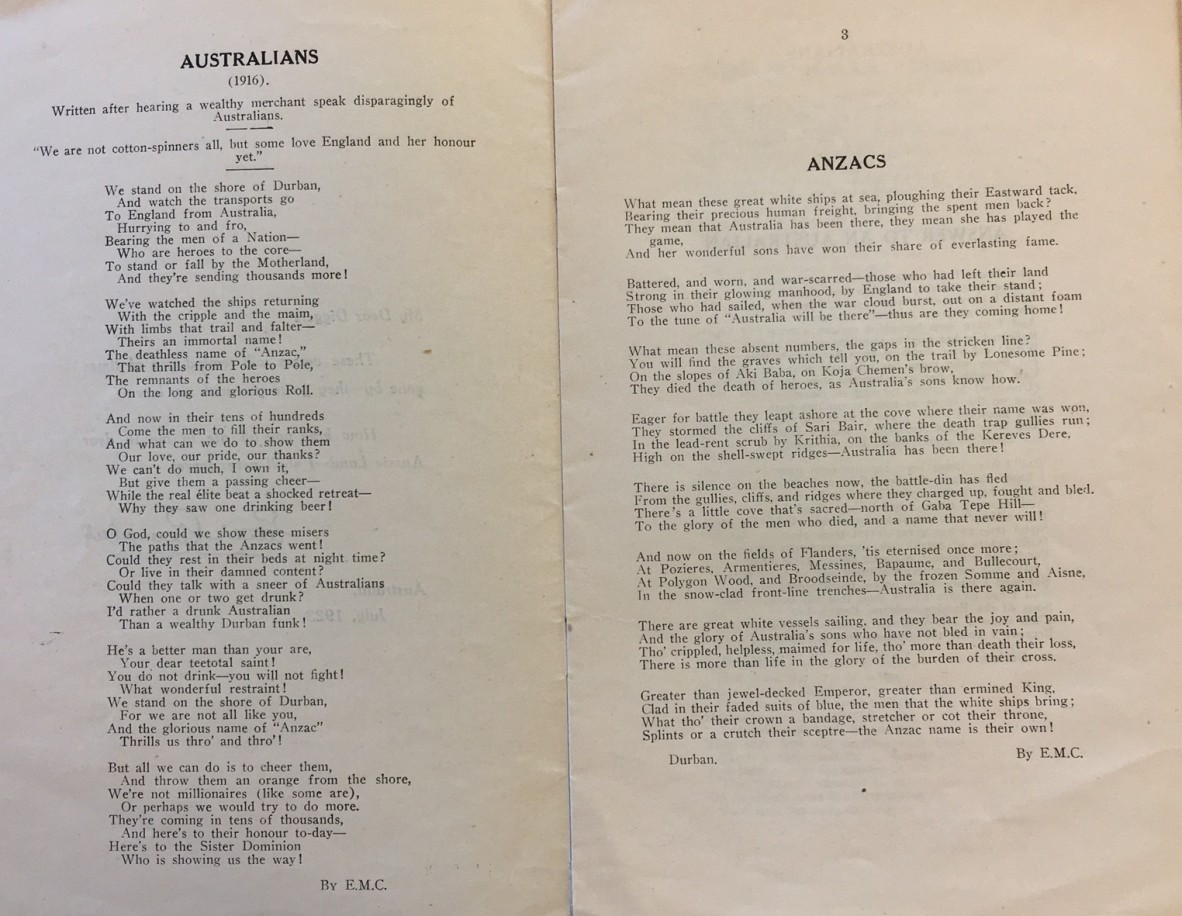 AUSTRALIANS
(1916).
Written after hearing a wealthy merchant speak disparagingly of
Australians.
"We are not cotton-spinners all, but some love England and her honour
yet."
We stand on the shore of Durban,
And watch the transports go
To England from Australia,
Hurrying to and fro,
Bearing the men of a Nation—
Who are heroes to the core—
To stand or fall by the Motherland,
And they're sending thousands more!
We've watched the ships returning
With the cripple and the maim,
With limbs that trail and falter—
Theirs an immortal name!
The deathless name of "Anzac,"
That thrills from Pole to Pole,
The remnants of the heroes
On the long and glorious Roll.
And now in their tens of hundreds
Come the men to fill their ranks,
And what can we do to show them
Our love, our pride, our thanks?
We can't do much, I own it,
But give them a passing cheer—
While the real élite beat a shocked retreat—
Why they saw one drinking beer!
O God, could we show these misers
The paths that the Anzacs went!
Could they rest in their beds at night time?
Or live in their damned content?
Could they talk with a sneer of Australians
When one or two get drunk?
I'd rather a drunk Australian
Than a wealthy Durban funk!
He's a better man than your are,
Your dear teetotal saint!
You do not drink—you will not fight!
What wonderful restraint!
We stand on the shore of Durban,
For we are not all like you,
And the glorious name of "Anzac"
Thrills us thro' and thro'!
But all we can do is to cheer them,
And throw them an orange from the shore,
We're not millionaires (like some are),
Or perhaps we would try to do more.
They're coming in tens of thousands,
And here's to their honour to-day—
Here's to the Sister Dominion
Who is showing us the way!
By E.M.C.
3
ANZACS
What mean these great white ships at sea, ploughing their Eastward tack,
Bearing their precious human freight, bringing the spent men back?
They mean that Australia has been there, they mean she has played the
game,
And her wonderful sons have won their share of everlasting fame.
Battered, and worn, and war-scarred—those who had left their land
Strong in their glowing manhood, by England to take their stand;
Those who had sailed, when the war cloud burst, out on a distant foam
To the tune of "Australia will be there"—thus are they coming home!
What mean these absent numbers, the gaps in the stricken line?
You will find the graves which tell you, on the trail by Lonesome Pine;
On the slopes of Aki Baba, on Koja Chemen's brow,
They died the death of heroes, as Australia's sons know how.
Eager for battle they leapt ashore at the cove where their name was won,
They stormed the cliffs of Sari Bair, where the death trap gullies run;
In the lead-rent scrub by Krithia, on the banks of the Kereves Dere,
High on the shell-swept ridges—Australia has been there!
There is silence on the beaches now, the battle-din has fled
From the gullies, cliffs, and ridges where they charged up, fought and bled.
There's a little cove that's sacred—north of Gaba Tepe Hill—
To the glory of the men who died, and a name that never will!
And now on the fields of Flanders, 'tis eternised once more;
At Pozieres, Armentieres, Messines, Bapaume, and Bullecourt,
At Polygon Wood, and Broodseinde, by the frozen Somme and Aisne,
In the snow-clad front-line trenches—Australia is there again.
There are great white vessels sailing, and they bear the joy and pain,
And the glory of Australia's sons who have not bled in vain;
Tho' crippled, helpless, maimed for life, tho' more than death their loss,
There is more than life in the glory of the burden of their cross.
Greater than jewel-decked Emperor, greater than ermined King,
Clad in their faded suits of blue, the men that the white ships bring;
What tho' their crown a bandage, stretcher or cot their throne,
Splints or a crutch their sceptre—the Anzac name is their own!
Durban.
By E.M.C.